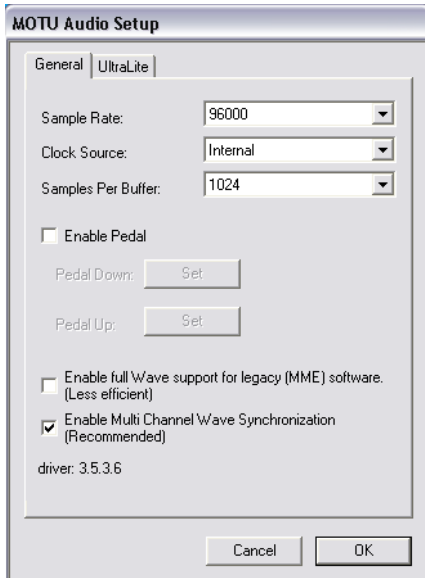 MOTU Audio Setup
General UltraLite
Sample Rate: 96000
Clock Source: Internal
Samples Per Buffer: 1024
Enable Pedal
Pedal Down: Set
Pedal Up: Set
Enable full Wave support for legacy (MME) software.
(Less efficient)
Enable Multi Channel Wave Synchronization
(Recommended)
driver: 3.5.3.6
Cancel OK